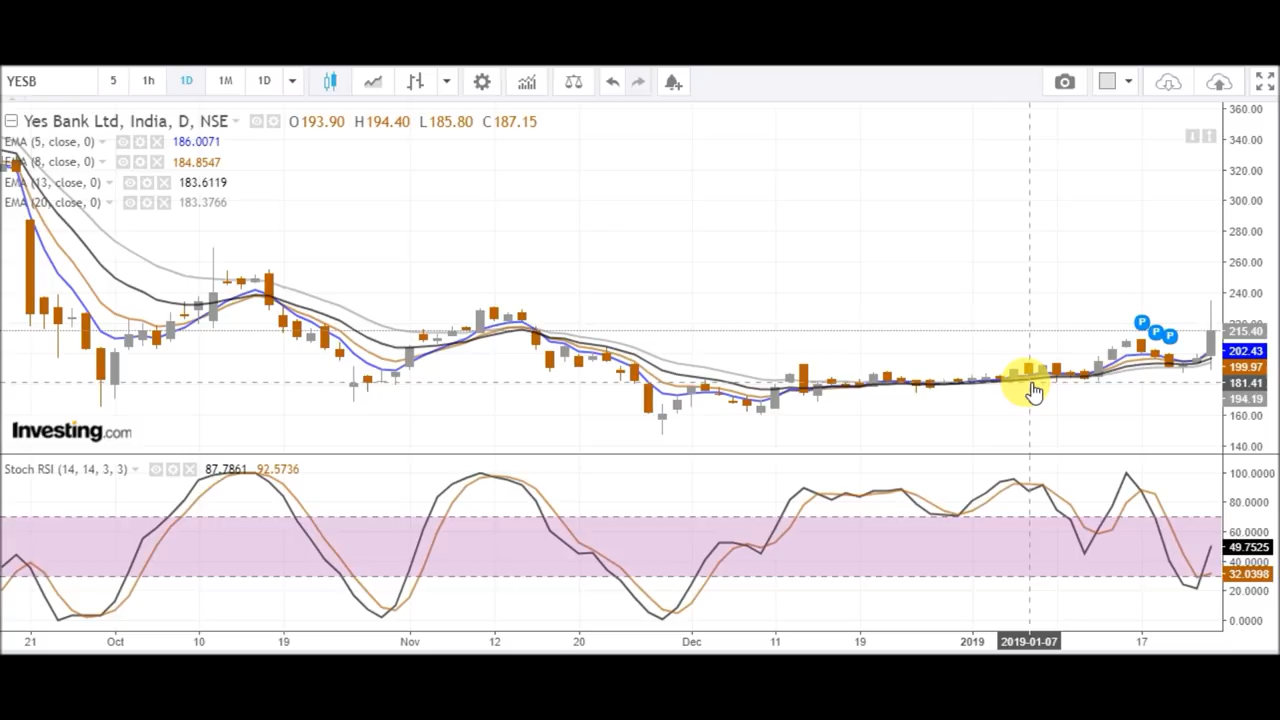 YESB 5 1h 1D 1M 1D
Yes Bank Ltd, India, D, NSE O193.90 H194.40 L185.80 C187.15
EMA (5, close, 0) 186.0071
EMA (8, close, 0) 184.8547
EMA (13, close, 0) 183.6119
EMA (20, close, 0) 183.3766
360.00
340.00
320.00
300.00
280.00
260.00
240.00
P P P
215.40
202.43
199.97
181.41
194.19
160.00
140.00
Investing.com
Stoch RSI (14, 14, 3, 3) 87.7861 92.5736
100.0000
80.0000
60.0000
49.7525
40.0000
32.0398
20.0000
0.0000
21 Oct 10 19 Nov 12 20 Dec 11 19 2019 2019-01-07 17